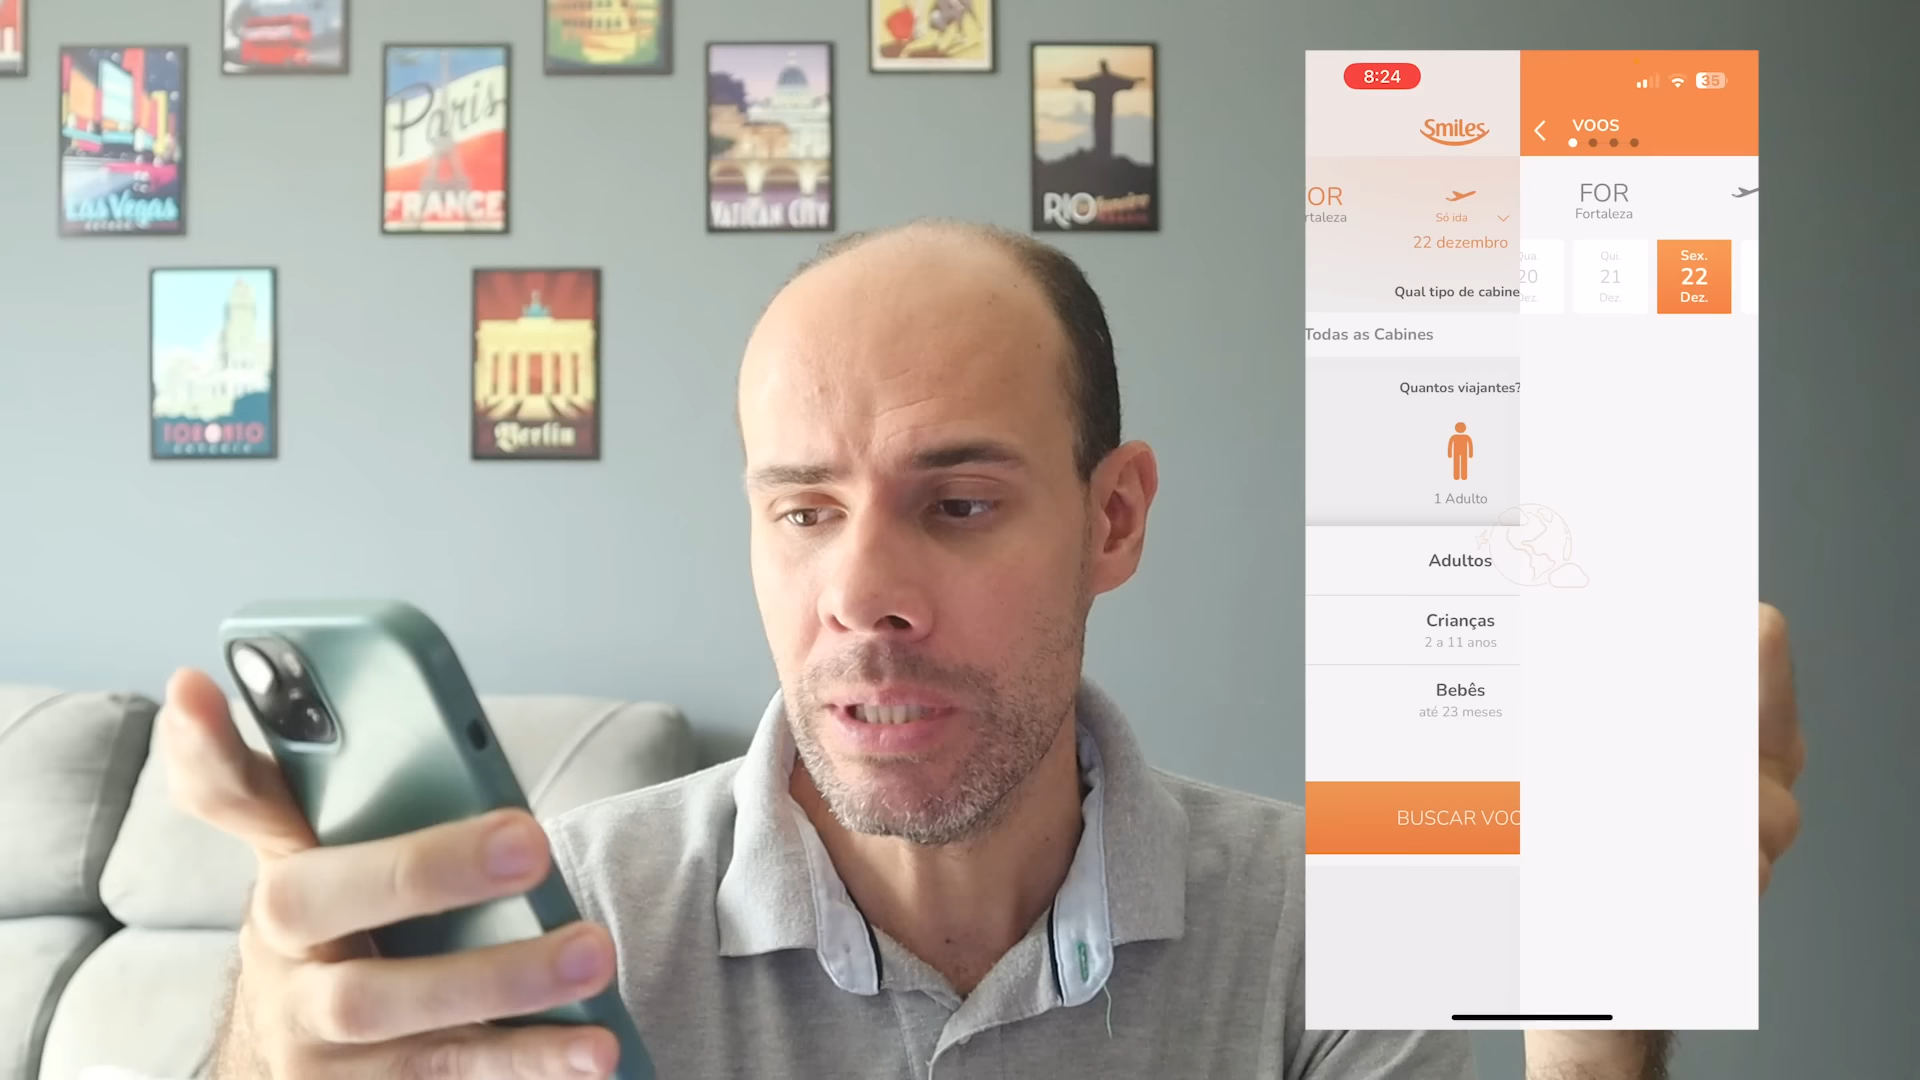 Las Vegas
Paris
FRANCE
VATICAN CITY
RIO
TORONTO
Berlin
8:24
35
Smiles
VOOS
OR
rtaleza
Só ida
22 dezembro
FOR
Fortaleza
Qua.
20
Dez.
Qui.
21
Dez.
Sex.
22
Dez.
Qual tipo de cabine
Todas as Cabines
Quantos viajantes?
1 Adulto
Adultos
Crianças
2 a 11 anos
Bebês
até 23 meses
BUSCAR VOO